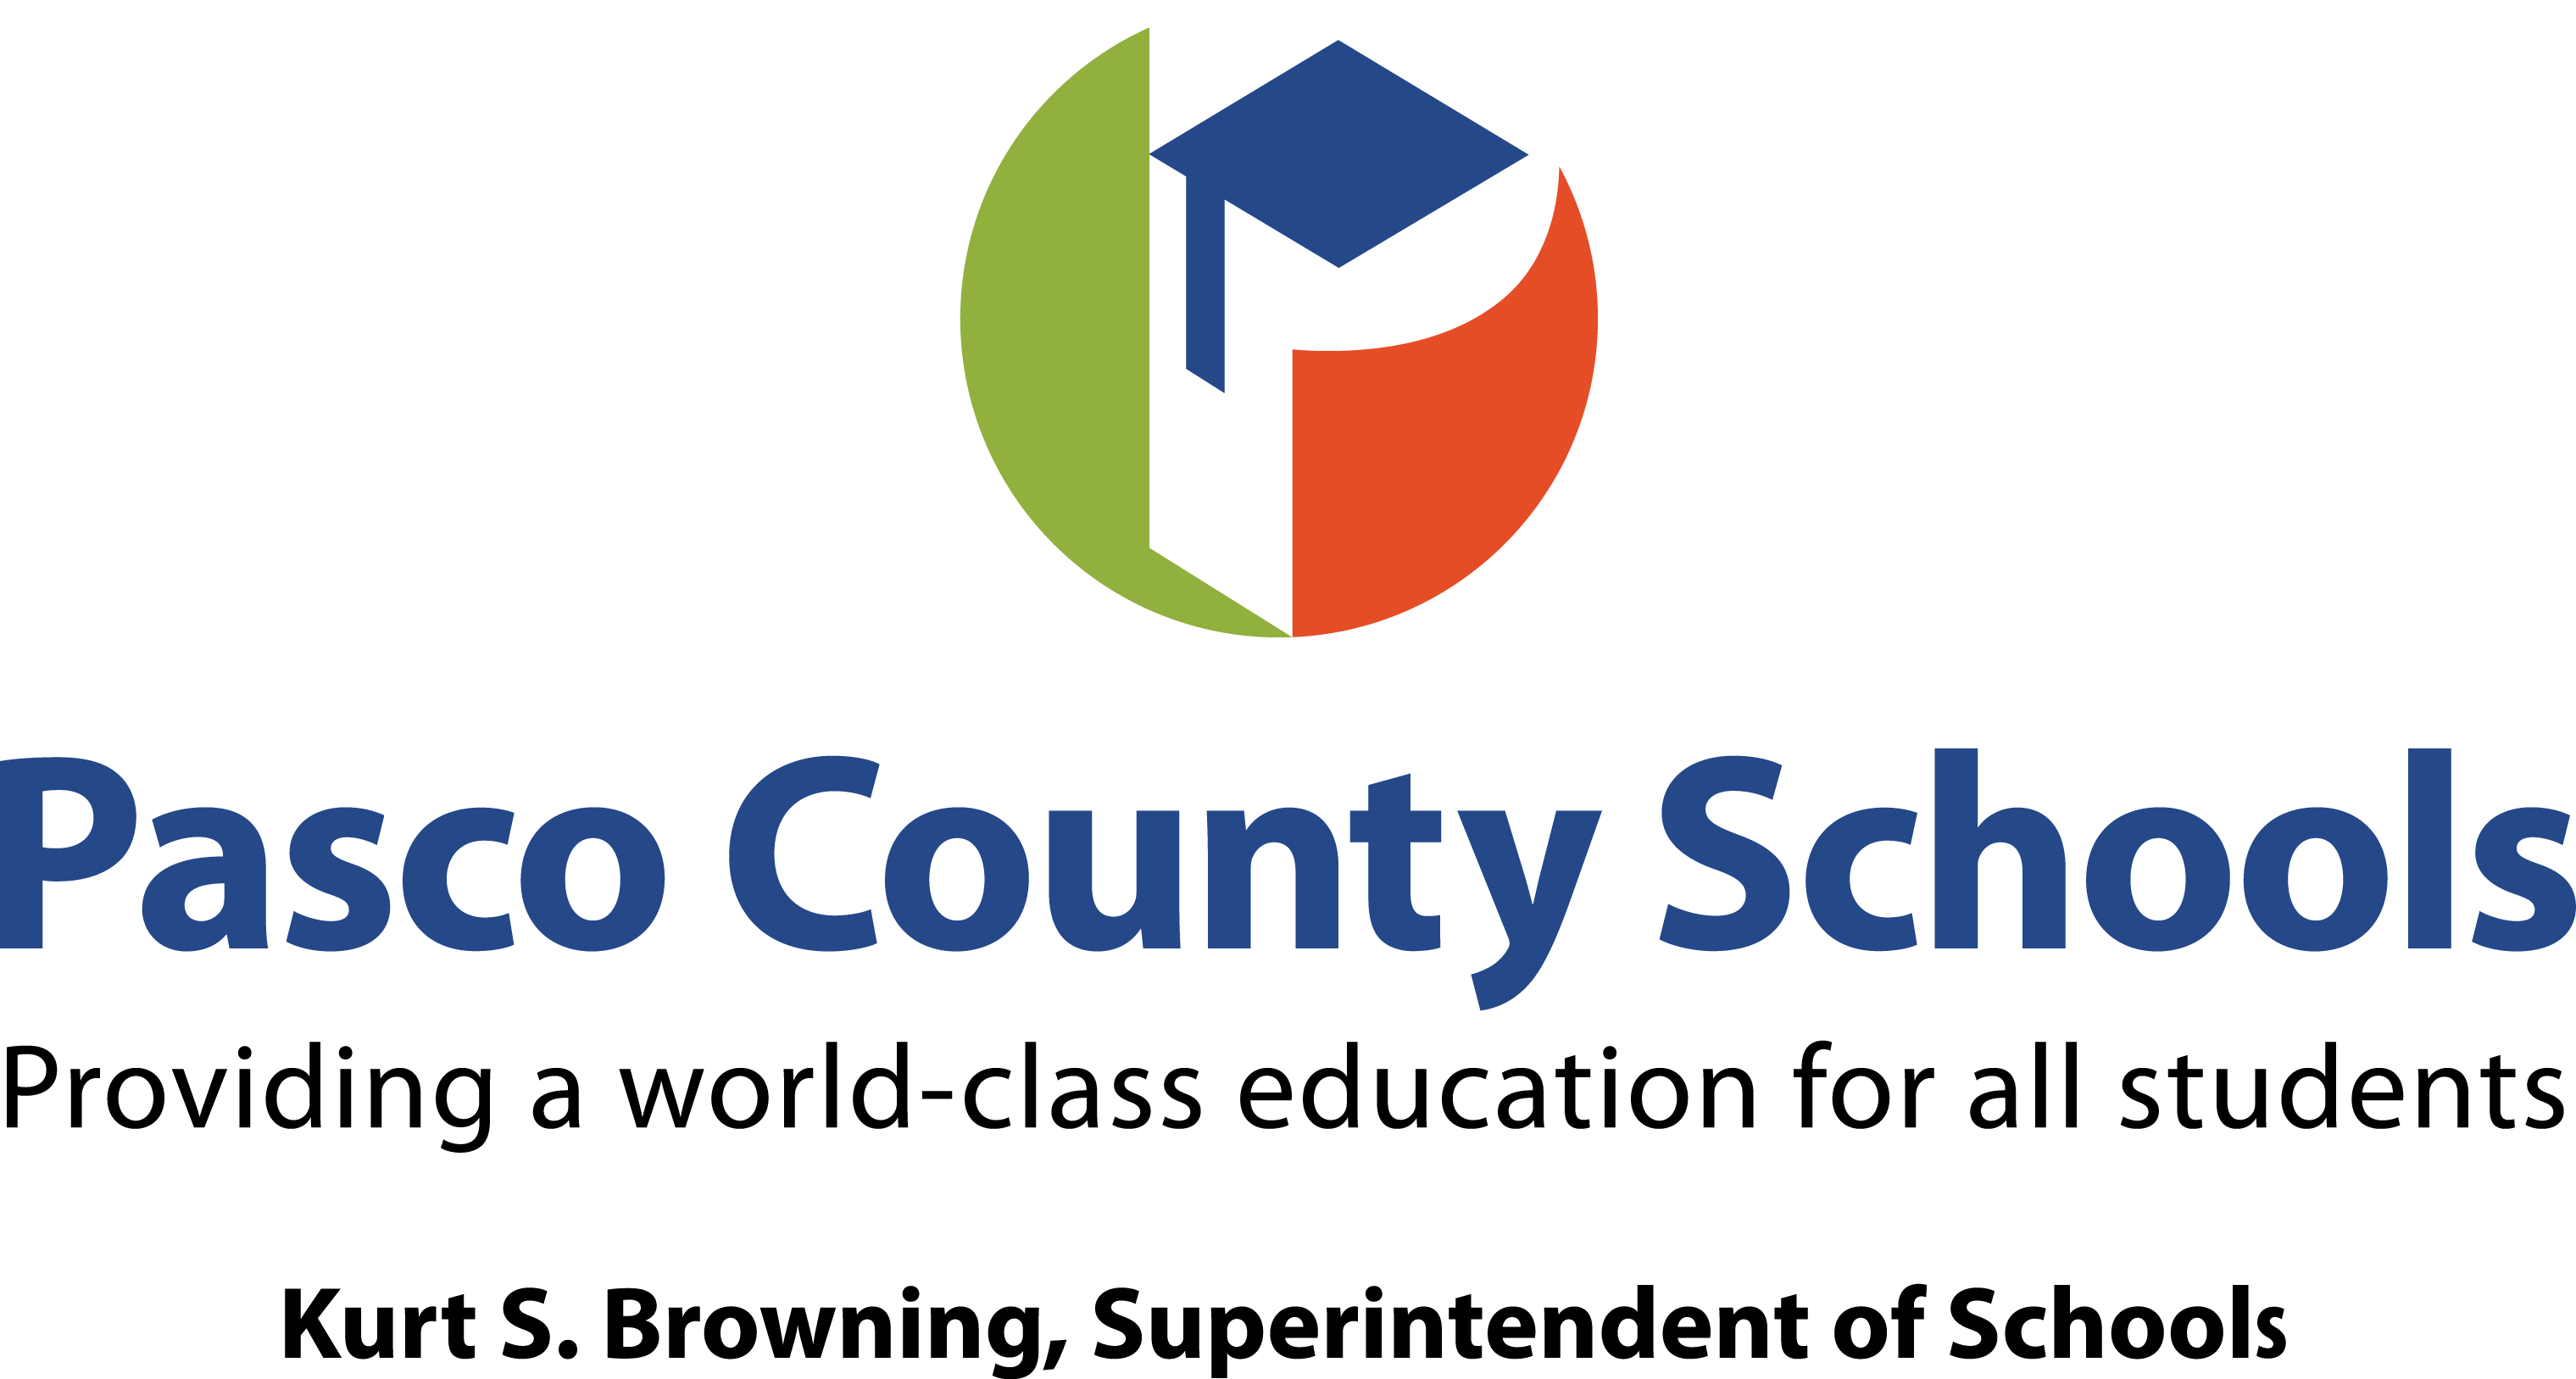 Pasco County Schools
Providing a world-class education for all students
Kurt S. Browning, Superintendent of Schools